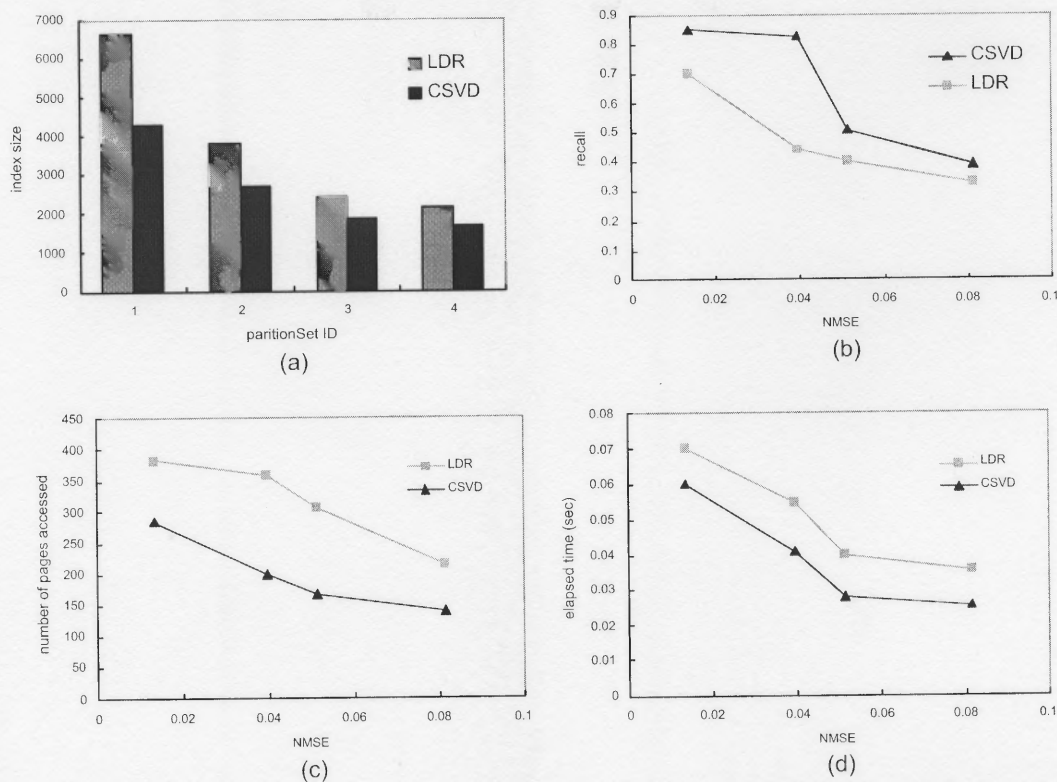 7000
6000
5000
4000
3000
2000
1000
0
index size
LDR
CSVD
1 2 3 4
paritionSet ID
(a)
0.9
0.8
0.7
0.6
0.5
0.4
0.3
0.2
0.1
0
recall
CSVD
LDR
0 0.02 0.04 0.06 0.08 0.1
NMSE
(b)
450
400
350
300
250
200
150
100
50
0
number of pages accessed
LDR
CSVD
0 0.02 0.04 0.06 0.08 0.1
NMSE
(c)
0.08
0.07
0.06
0.05
0.04
0.03
0.02
0.01
0
elapsed time (sec)
LDR
CSVD
0 0.02 0.04 0.06 0.08 0.1
NMSE
(d)